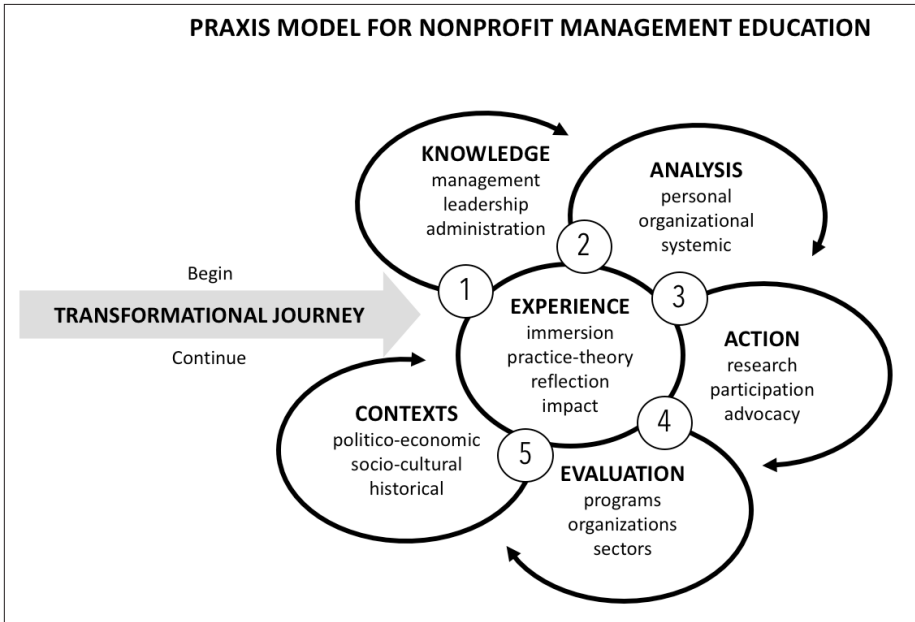 PRAXIS MODEL FOR NONPROFIT MANAGEMENT EDUCATION
Begin
TRANSFORMATIONAL JOURNEY
Continue
1
KNOWLEDGE
management
leadership
administration
2
ANALYSIS
personal
organizational
systemic
3
ACTION
research
participation
advocacy
4
EVALUATION
programs
organizations
sectors
5
CONTEXTS
politico-economic
socio-cultural
historical
EXPERIENCE
immersion
practice-theory
reflection
impact